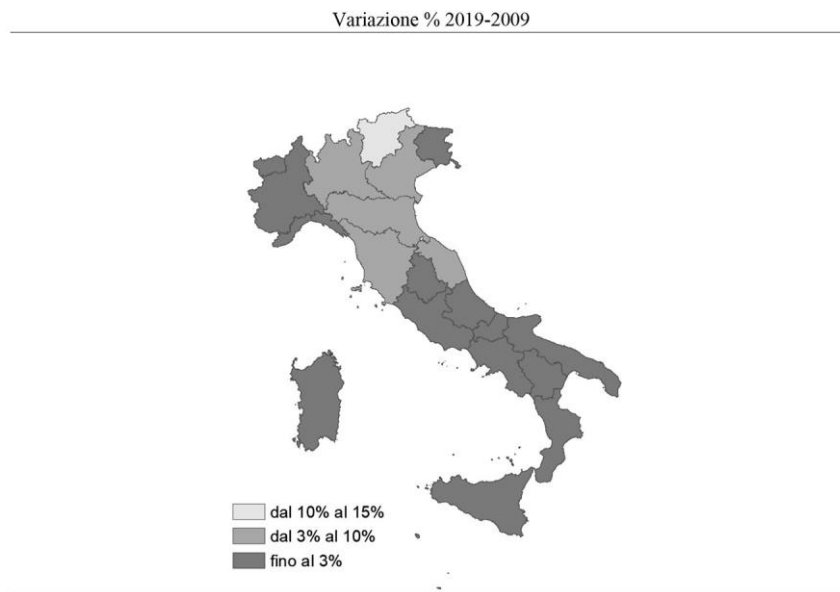 Variazione % 2019-2009
dal 10% al 15%
dal 3% al 10%
fino al 3%